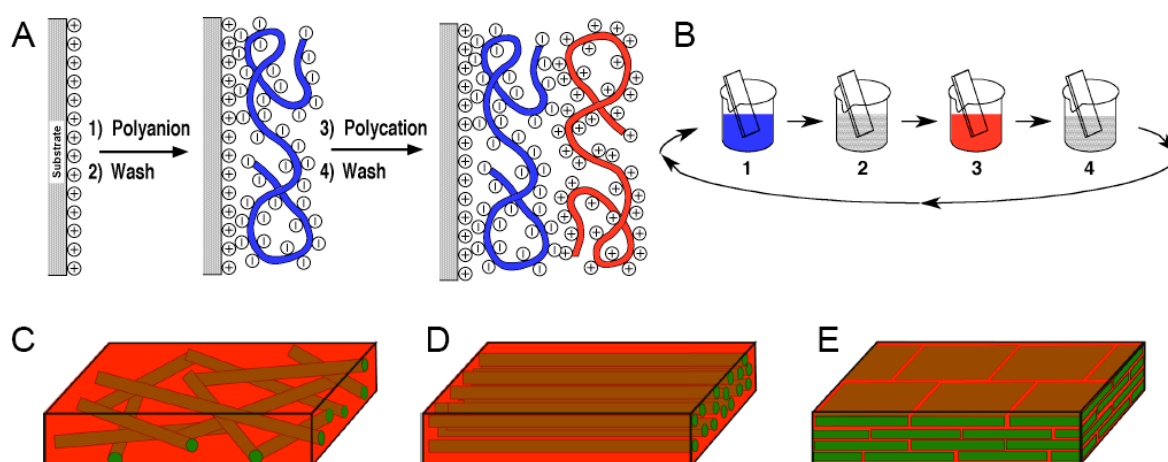 A
Substrate
1) Polyanion
2) Wash
3) Polycation
4) Wash
B
1 2 3 4
C
D
E